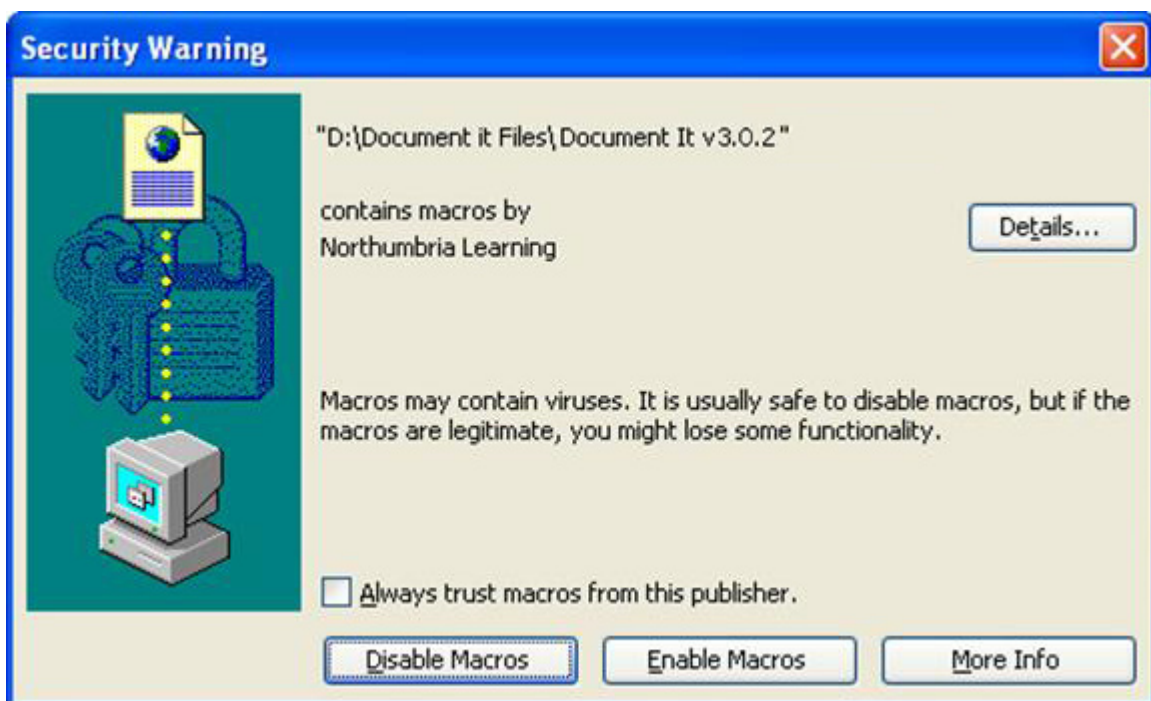 Security Warning
"D:\Document it Files\Document It v3.0.2"
contains macros by
Northumbria Learning
Details...
Macros may contain viruses. It is usually safe to disable macros, but if the
macros are legitimate, you might lose some functionality.
Always trust macros from this publisher.
Disable Macros
Enable Macros
More Info